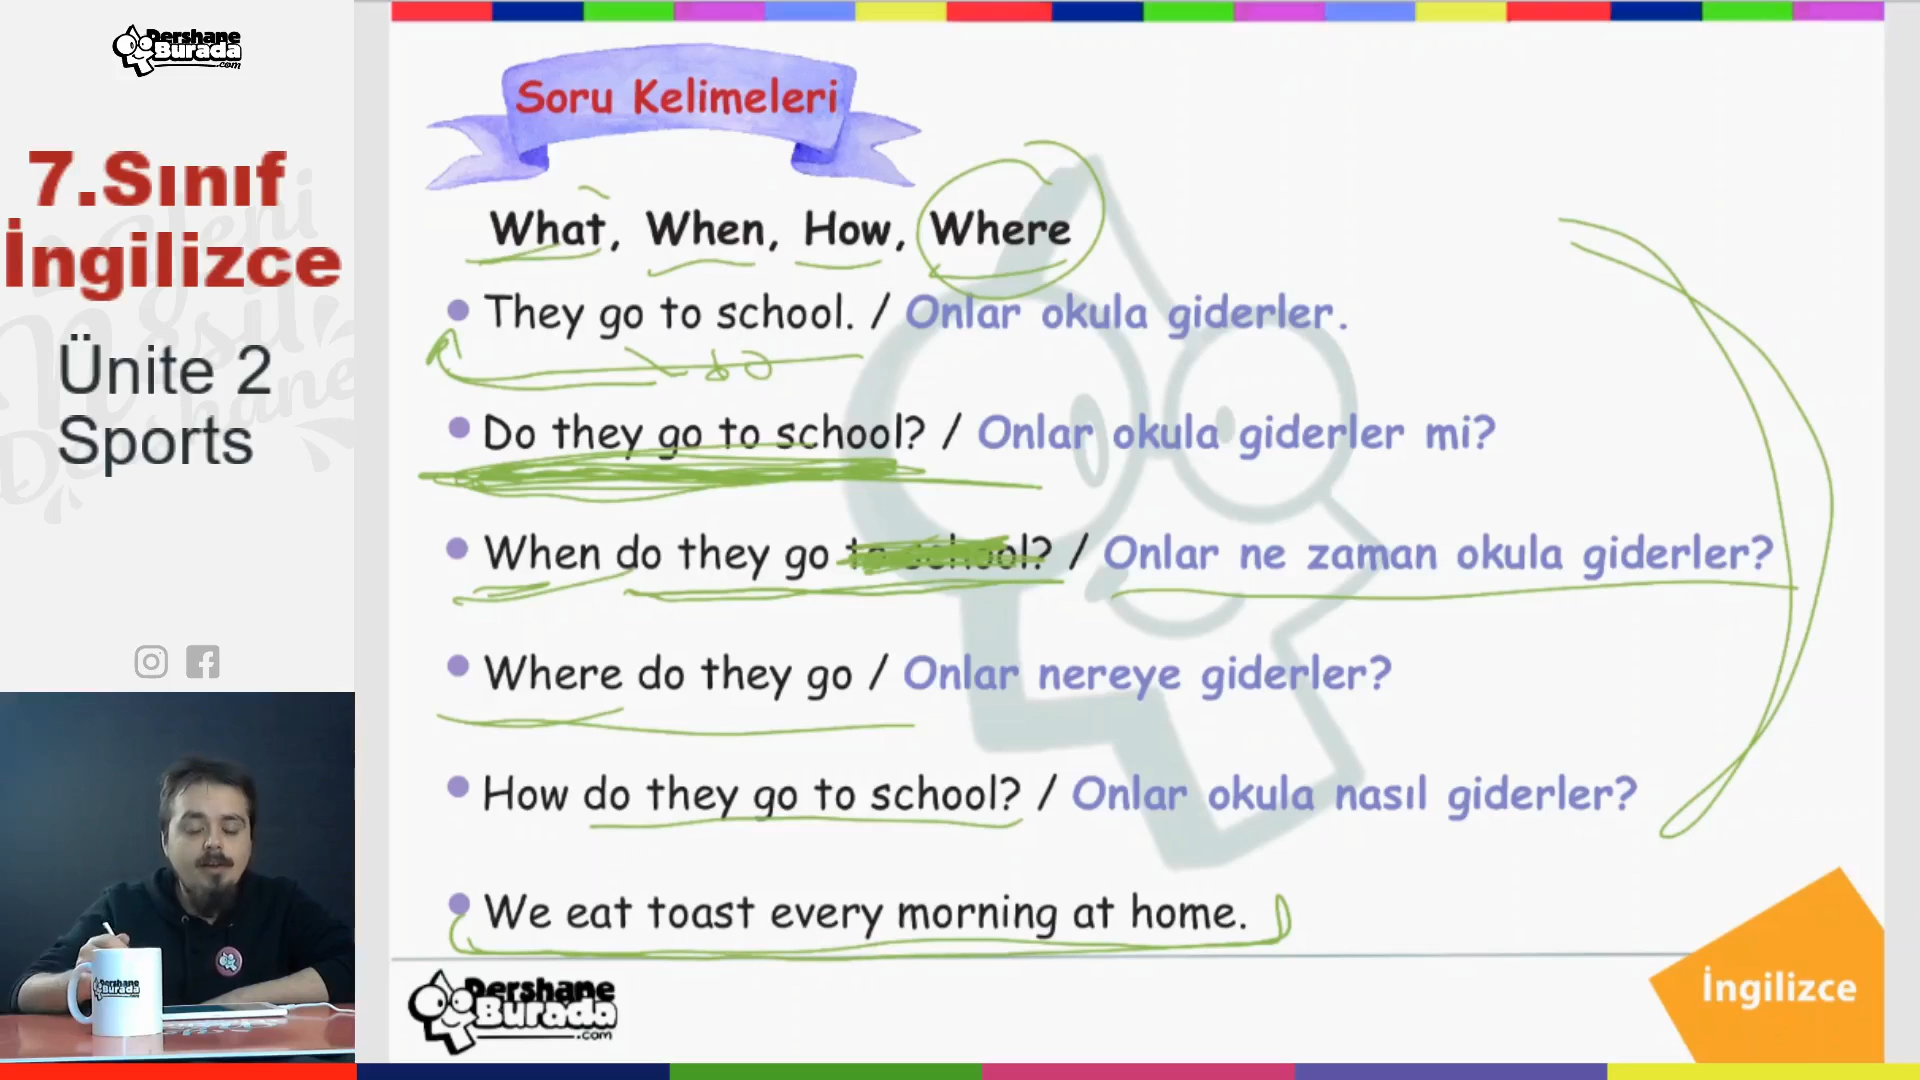 Dershane
Burada
.com
7.Sınıf
İngilizce
Ünite 2
Sports
Soru Kelimeleri
What, When, How, Where
They go to school. / Onlar okula giderler.
Do they go to school? / Onlar okula giderler mi?
When do they go to school? / Onlar ne zaman okula giderler?
Where do they go / Onlar nereye giderler?
How do they go to school? / Onlar okula nasıl giderler?
We eat toast every morning at home.
Dershane
Burada
.com
Dershane
Burada
.com
İngilizce